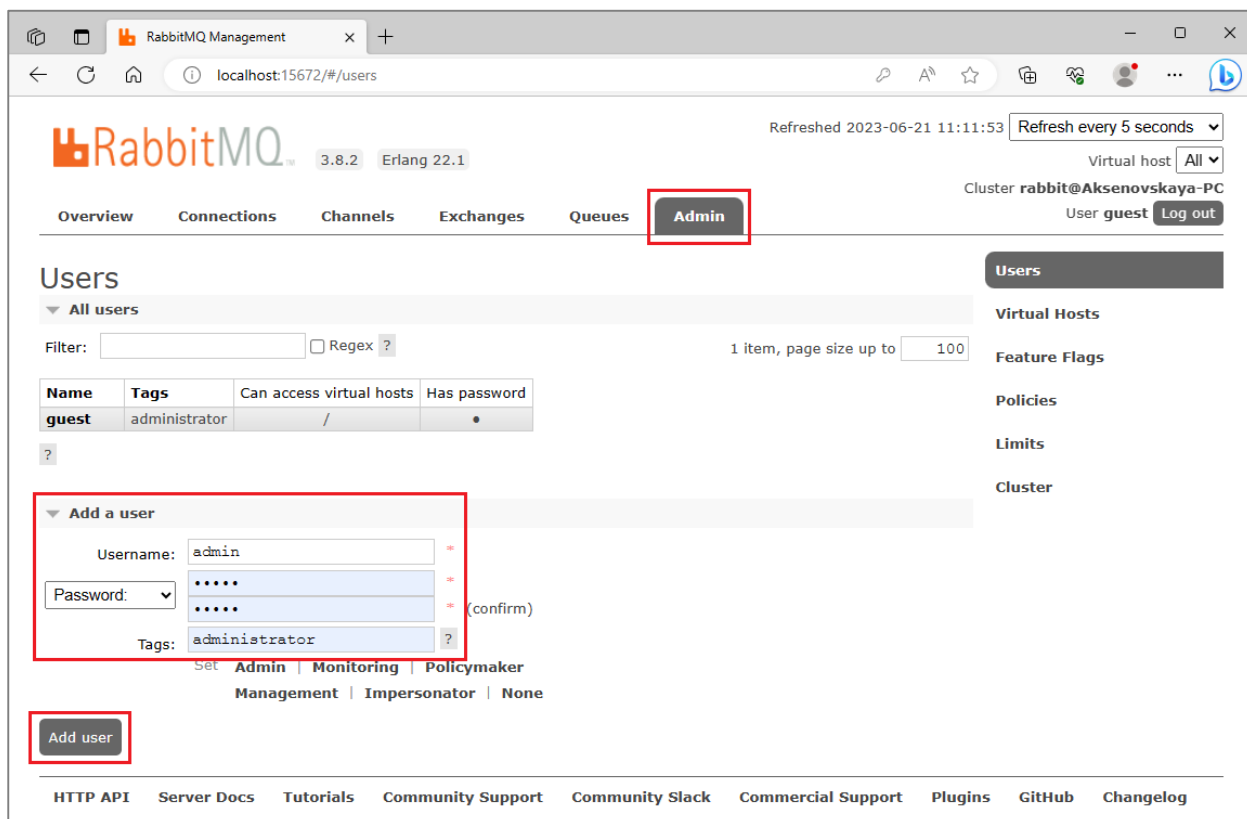 RabbitMQ Management
localhost:15672/#/users
RabbitMQ™ 3.8.2 Erlang 22.1
Refreshed 2023-06-21 11:11:53 Refresh every 5 seconds
Virtual host All
Cluster rabbit@Aksenovskaya-PC
User guest Log out
Overview Connections Channels Exchanges Queues Admin
Users
All users
Filter: Regex ?
1 item, page size up to 100
Name Tags Can access virtual hosts Has password
guest administrator / ●
?
Add a user
Username: admin *
Password: ••••• *
••••• * (confirm)
Tags: administrator ?
Set Admin | Monitoring | Policymaker
Management | Impersonator | None
Add user
Users
Virtual Hosts
Feature Flags
Policies
Limits
Cluster
HTTP API Server Docs Tutorials Community Support Community Slack Commercial Support Plugins GitHub Changelog